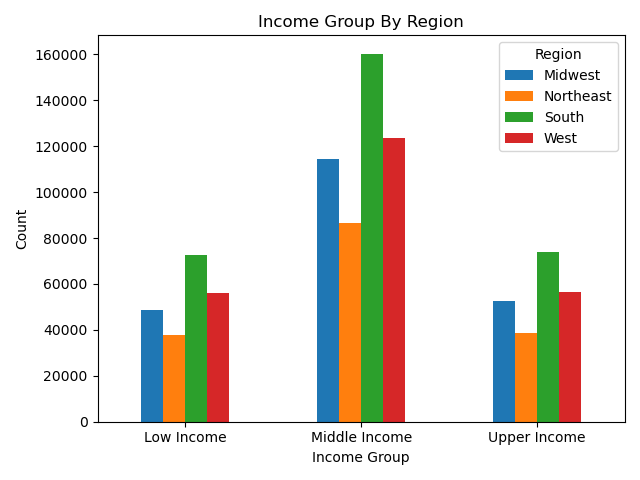 Income Group By Region
Region
Midwest
Northeast
South
West
160000
140000
120000
100000
80000
60000
40000
20000
0
Count
Low Income
Middle Income
Upper Income
Income Group